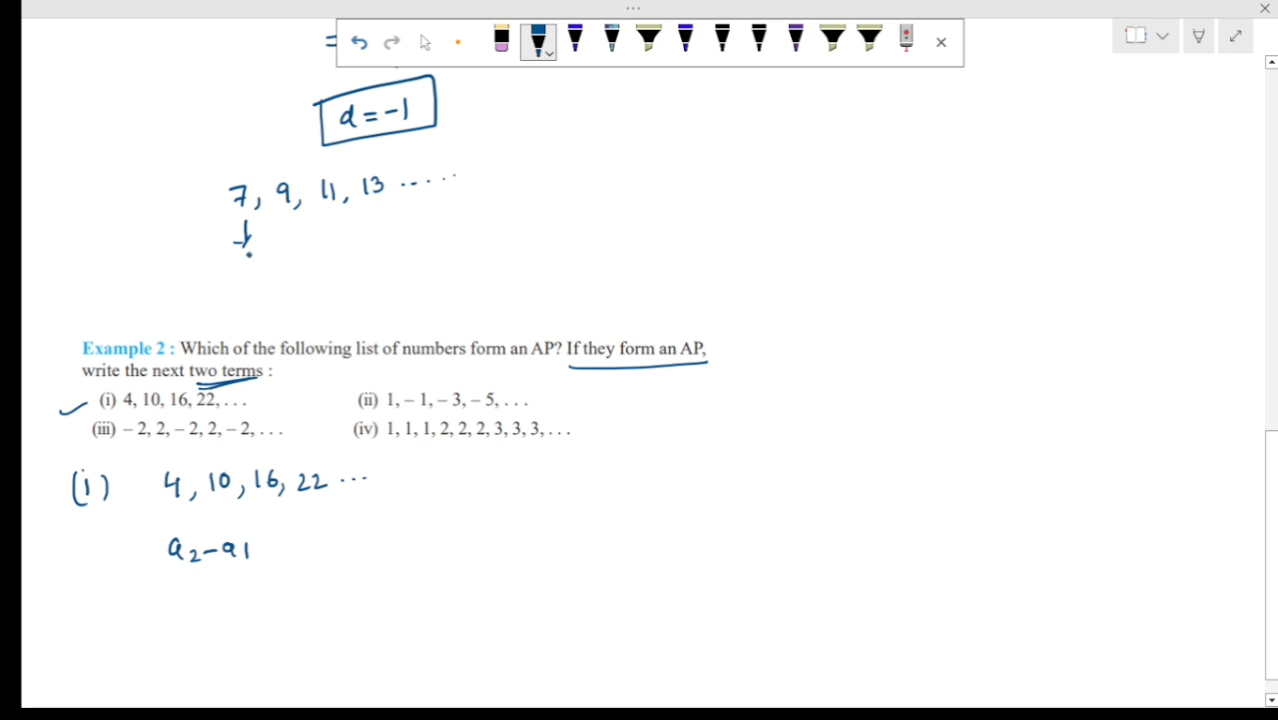 =
d = -1
7, 9, 11, 13 .....
Example 2 : Which of the following list of numbers form an AP? If they form an AP,
write the next two terms :
(i) 4, 10, 16, 22, . . .
(ii) 1, – 1, – 3, – 5, . . .
(iii) – 2, 2, – 2, 2, – 2, . . .
(iv) 1, 1, 1, 2, 2, 2, 3, 3, 3, . . .
(i) 4, 10, 16, 22 ...
a2-a1